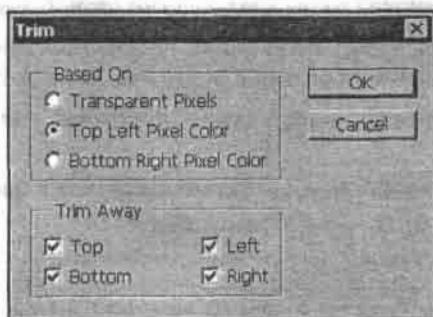 Trim
Based On
Transparent Pixels
Top Left Pixel Color
Bottom Right Pixel Color
OK
Cancel
Trim Away
Top
Left
Bottom
Right